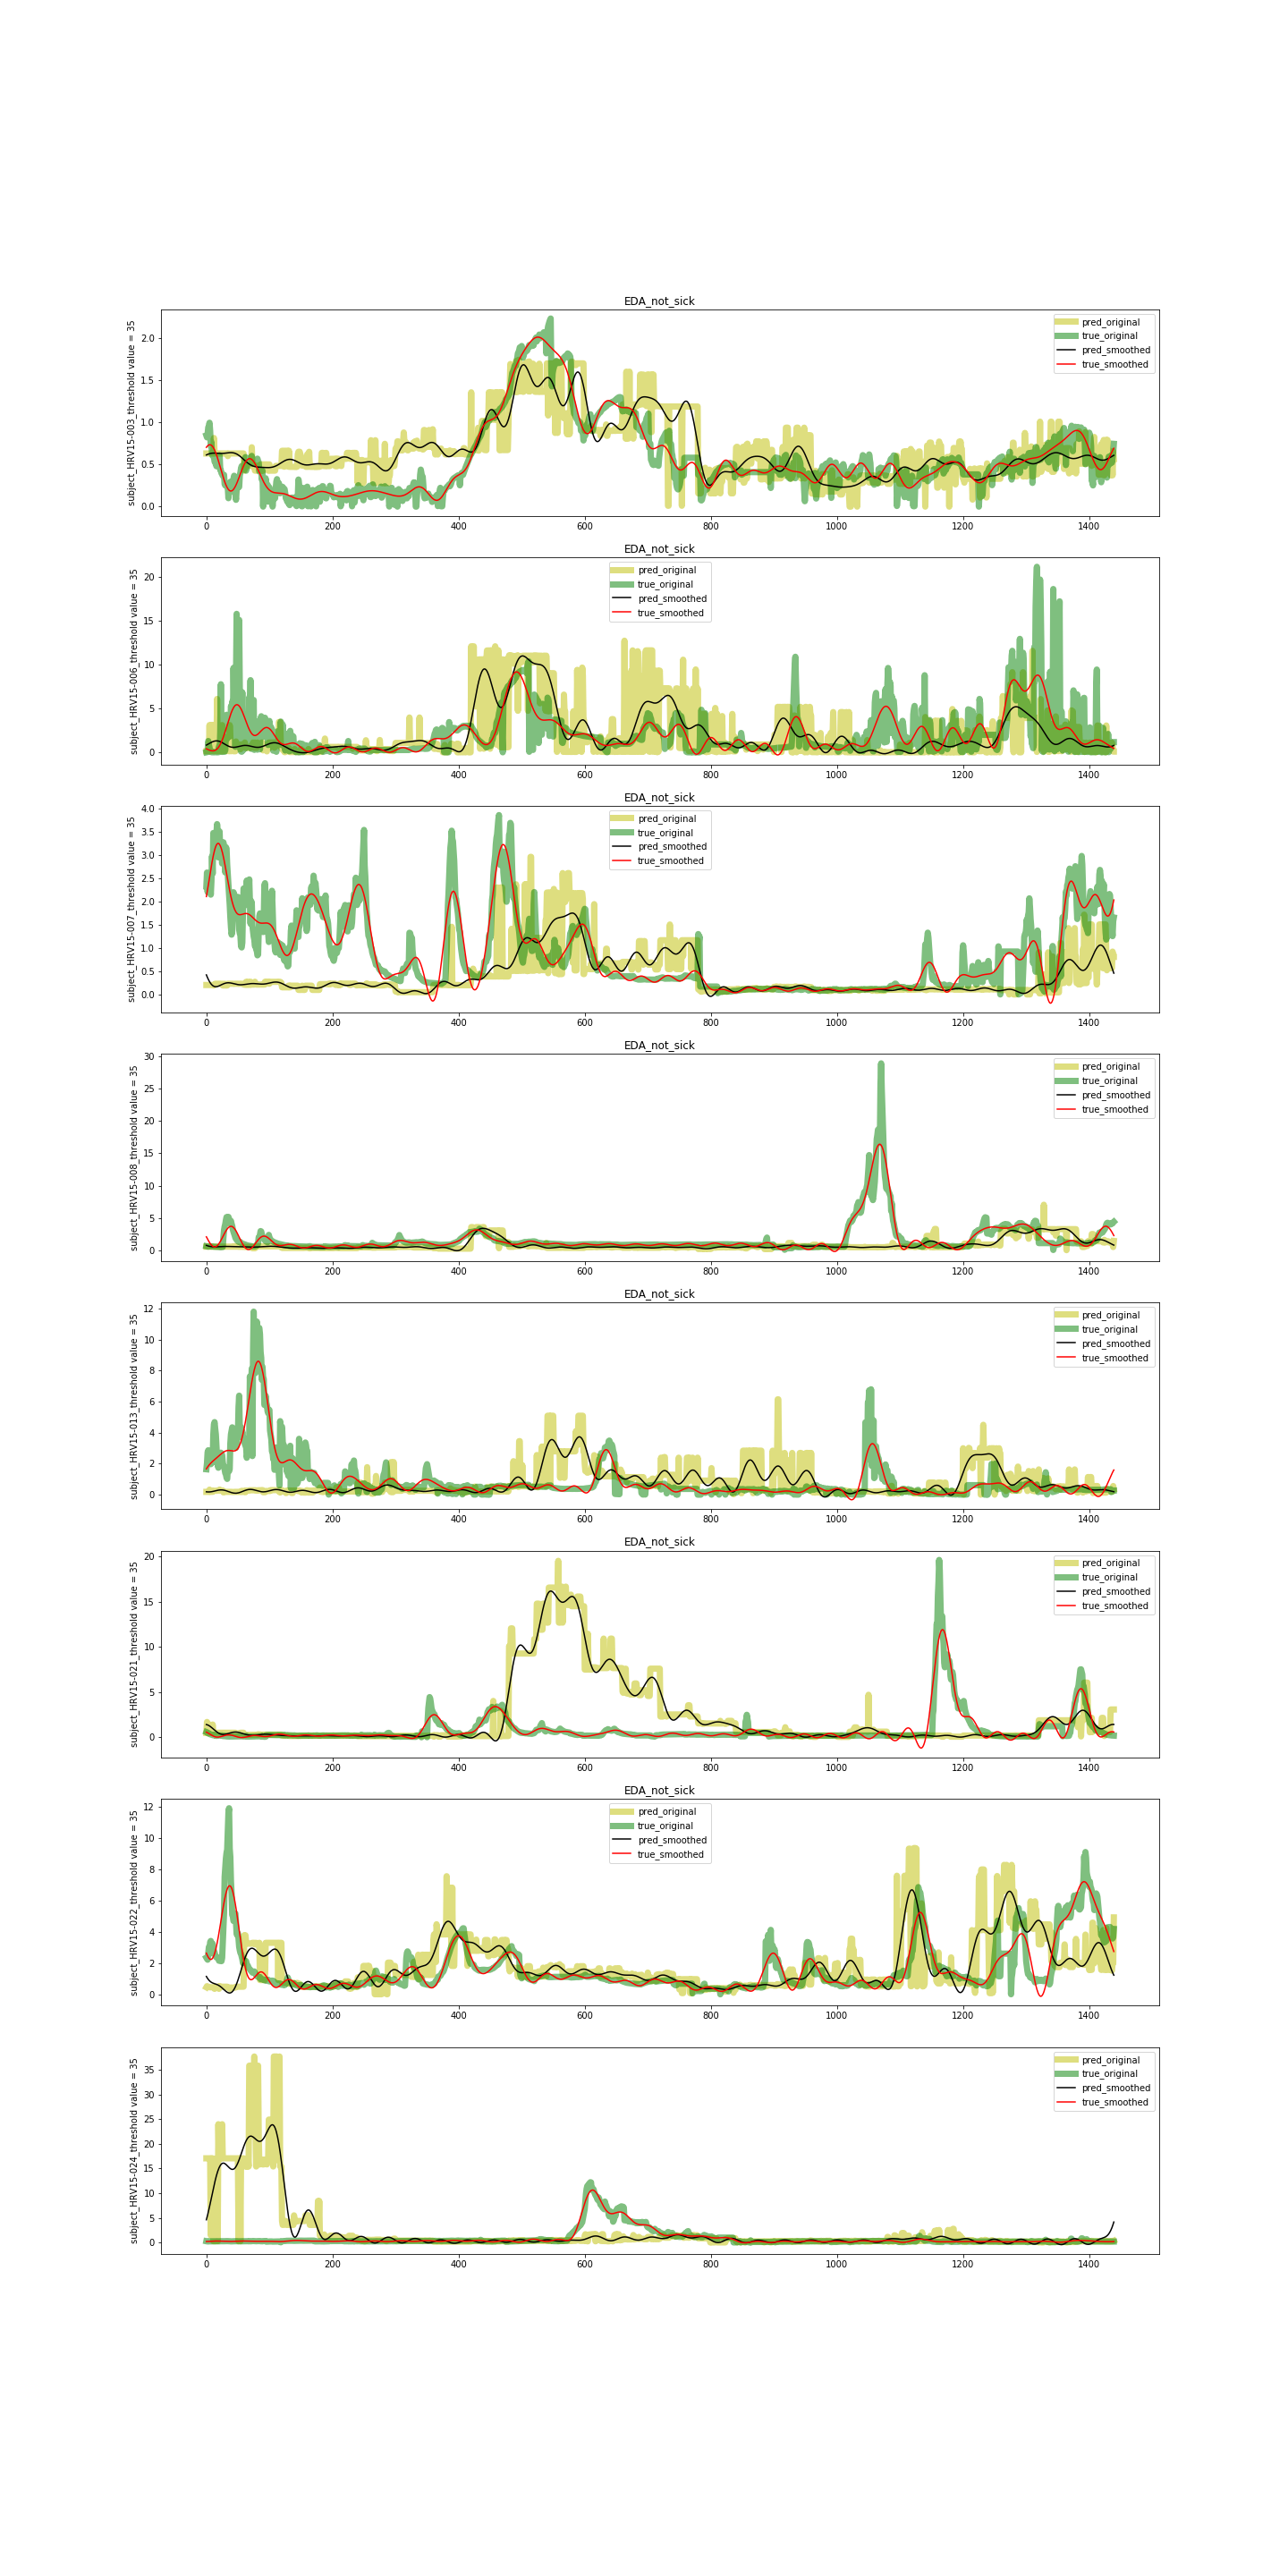 EDA_not_sick
subject_HRV15-003_threshold value = 35
2.0
1.5
1.0
0.5
0.0
0 200 400 600 800 1000 1200 1400
pred_original
true_original
pred_smoothed
true_smoothed
EDA_not_sick
subject_HRV15-006_threshold value = 35
20
15
10
5
0
0 200 400 600 800 1000 1200 1400
pred_original
true_original
pred_smoothed
true_smoothed
EDA_not_sick
subject_HRV15-007_threshold value = 35
4.0
3.5
3.0
2.5
2.0
1.5
1.0
0.5
0.0
0 200 400 600 800 1000 1200 1400
pred_original
true_original
pred_smoothed
true_smoothed
EDA_not_sick
subject_HRV15-008_threshold value = 35
30
25
20
15
10
5
0
0 200 400 600 800 1000 1200 1400
pred_original
true_original
pred_smoothed
true_smoothed
EDA_not_sick
subject_HRV15-013_threshold value = 35
12
10
8
6
4
2
0
0 200 400 600 800 1000 1200 1400
pred_original
true_original
pred_smoothed
true_smoothed
EDA_not_sick
subject_HRV15-021_threshold value = 35
20
15
10
5
0
0 200 400 600 800 1000 1200 1400
pred_original
true_original
pred_smoothed
true_smoothed
EDA_not_sick
subject_HRV15-022_threshold value = 35
12
10
8
6
4
2
0
0 200 400 600 800 1000 1200 1400
pred_original
true_original
pred_smoothed
true_smoothed
subject_HRV15-024_threshold value = 35
35
30
25
20
15
10
5
0
0 200 400 600 800 1000 1200 1400
pred_original
true_original
pred_smoothed
true_smoothed